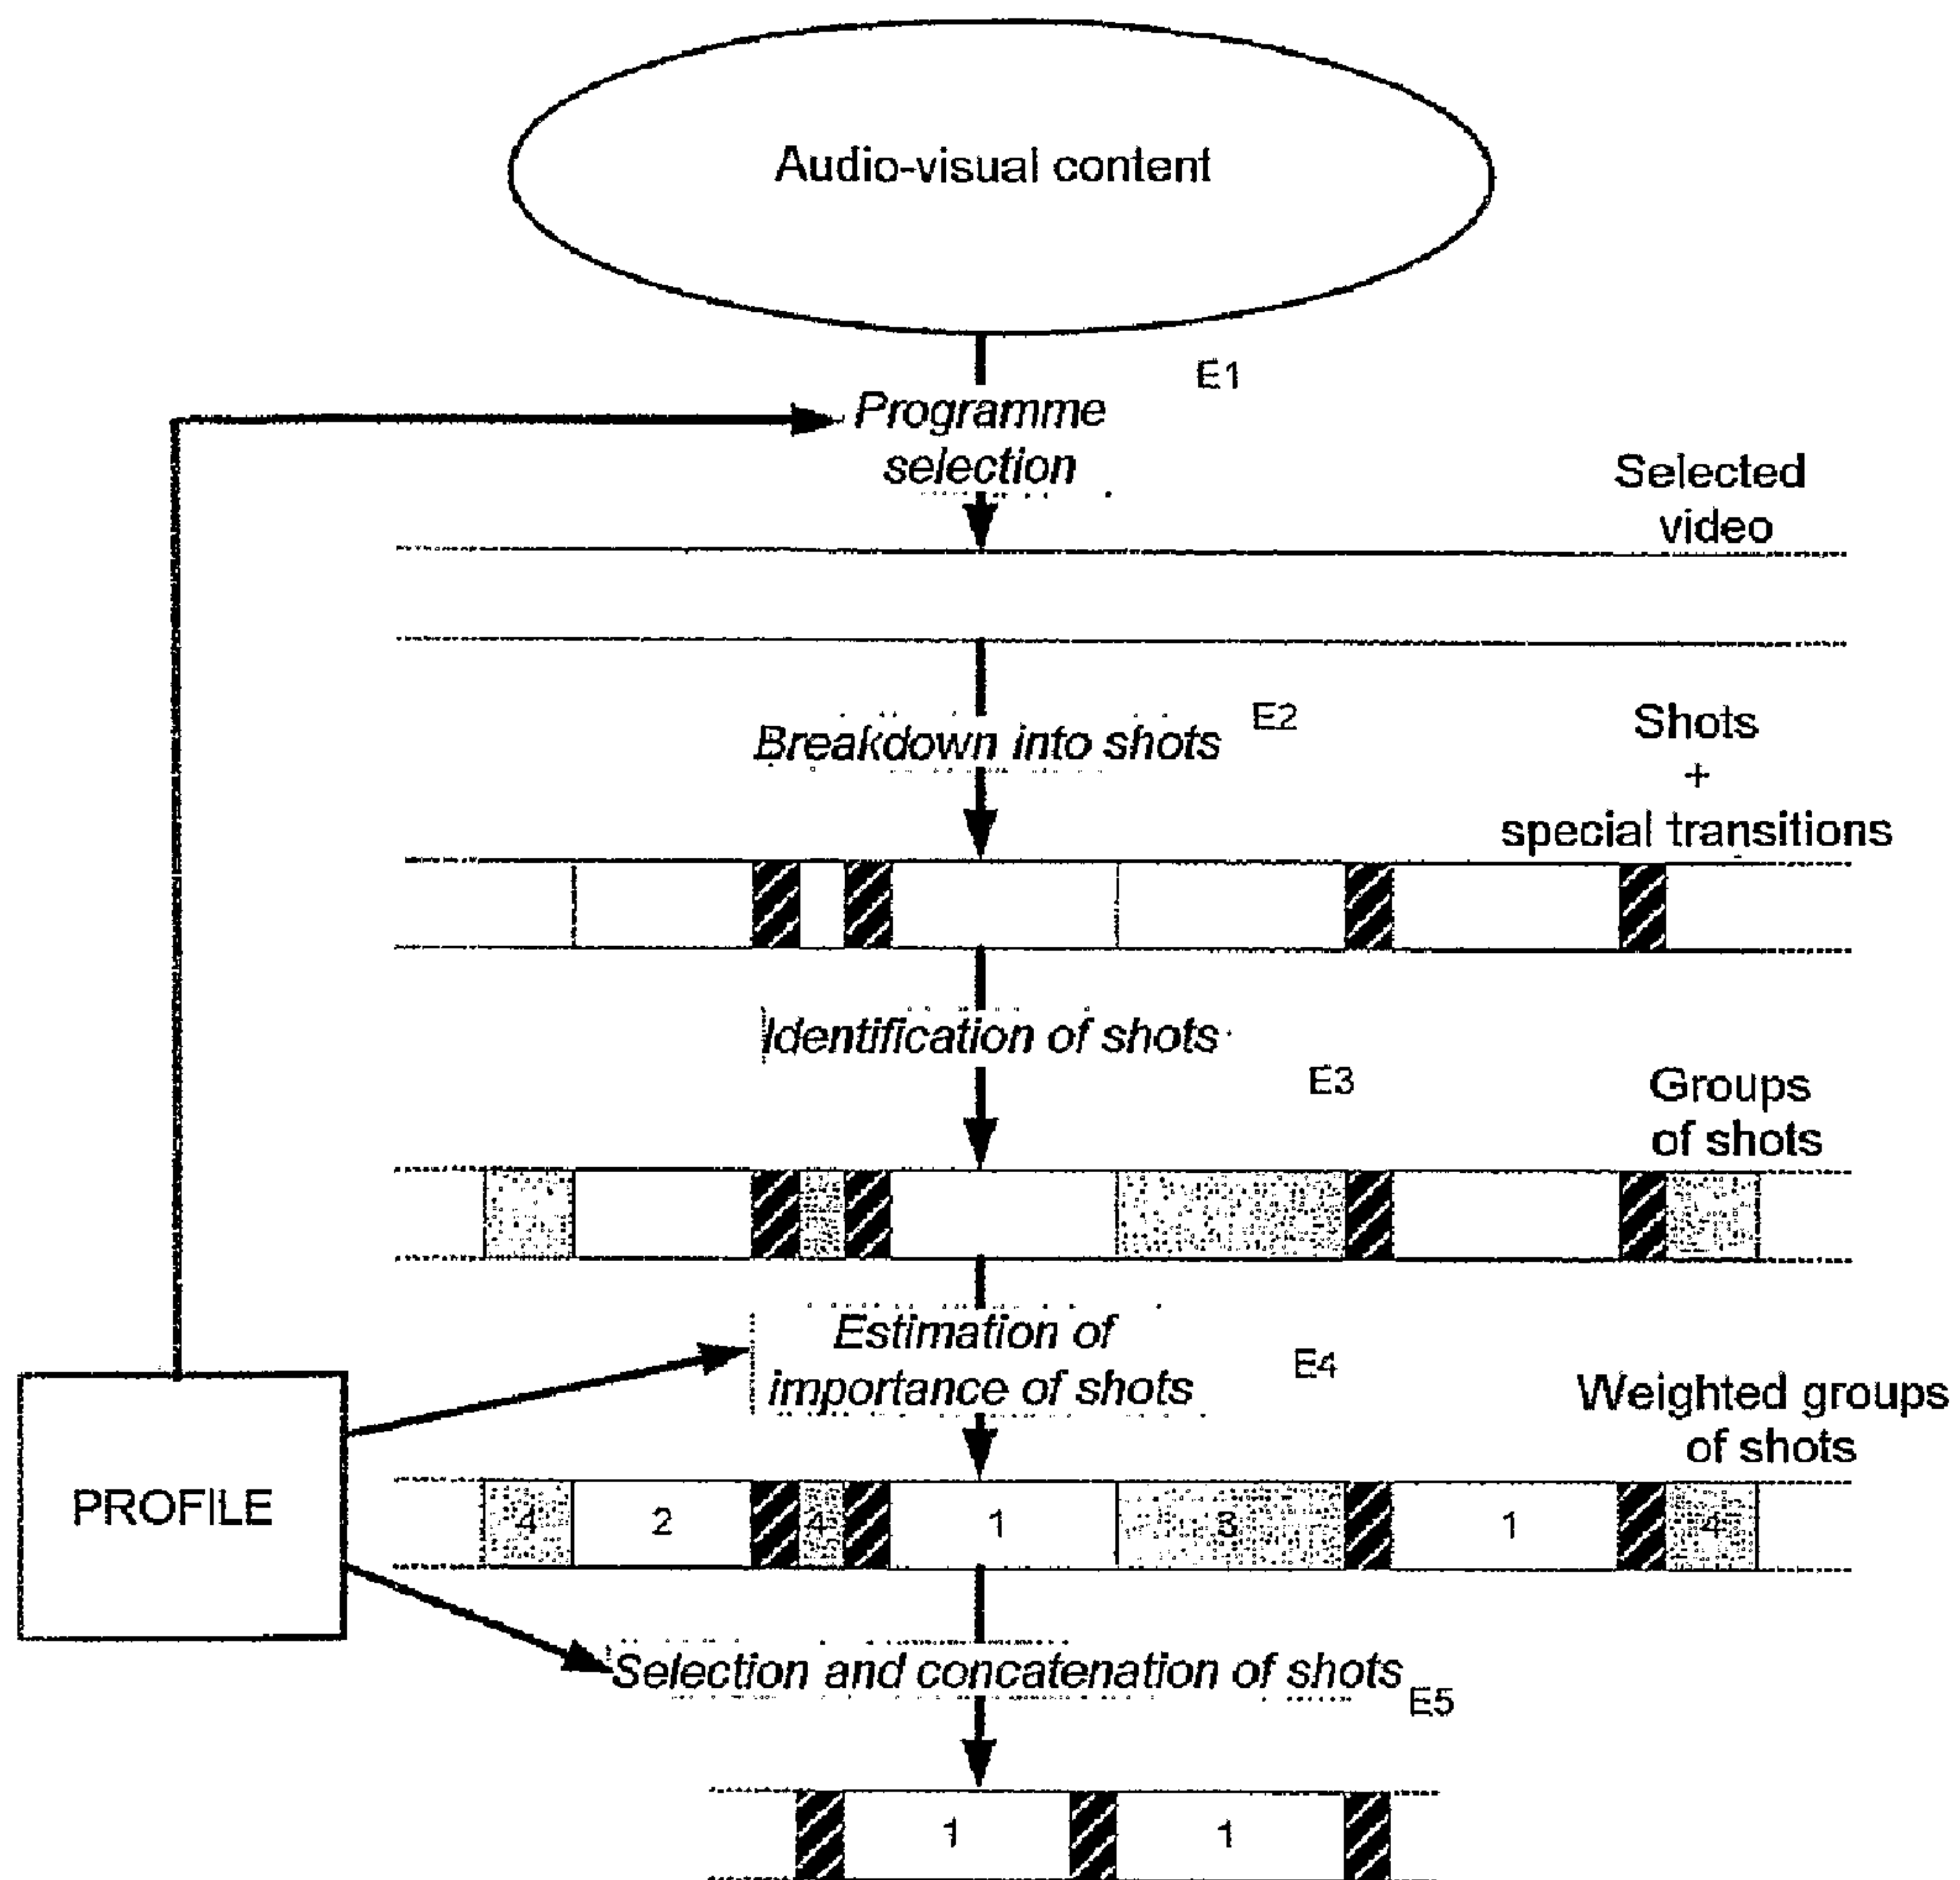 Audio-visual content
E1
Programme
selection
Selected
video
E2
Breakdown into shots
Shots
+
special transitions
Identification of shots
E3
Groups
of shots
Estimation of
importance of shots
E4
Weighted groups
of shots
PROFILE
4 2 4 1 3 1 4
Selection and concatenation of shots
E5
1 1